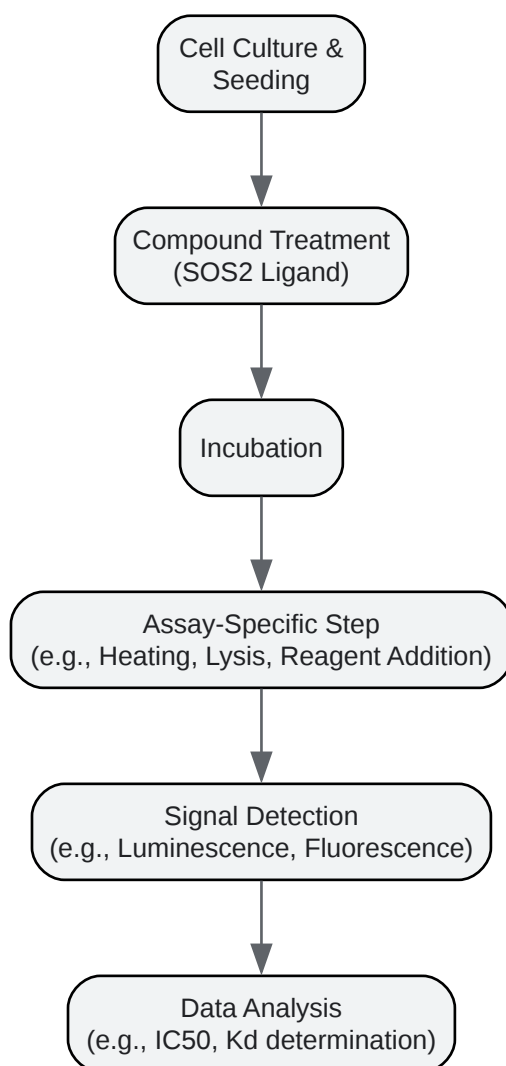 Cell Culture &
Seeding
Compound Treatment
(SOS2 Ligand)
Incubation
Assay-Specific Step
(e.g., Heating, Lysis, Reagent Addition)
Signal Detection
(e.g., Luminescence, Fluorescence)
Data Analysis
(e.g., IC50, Kd determination)